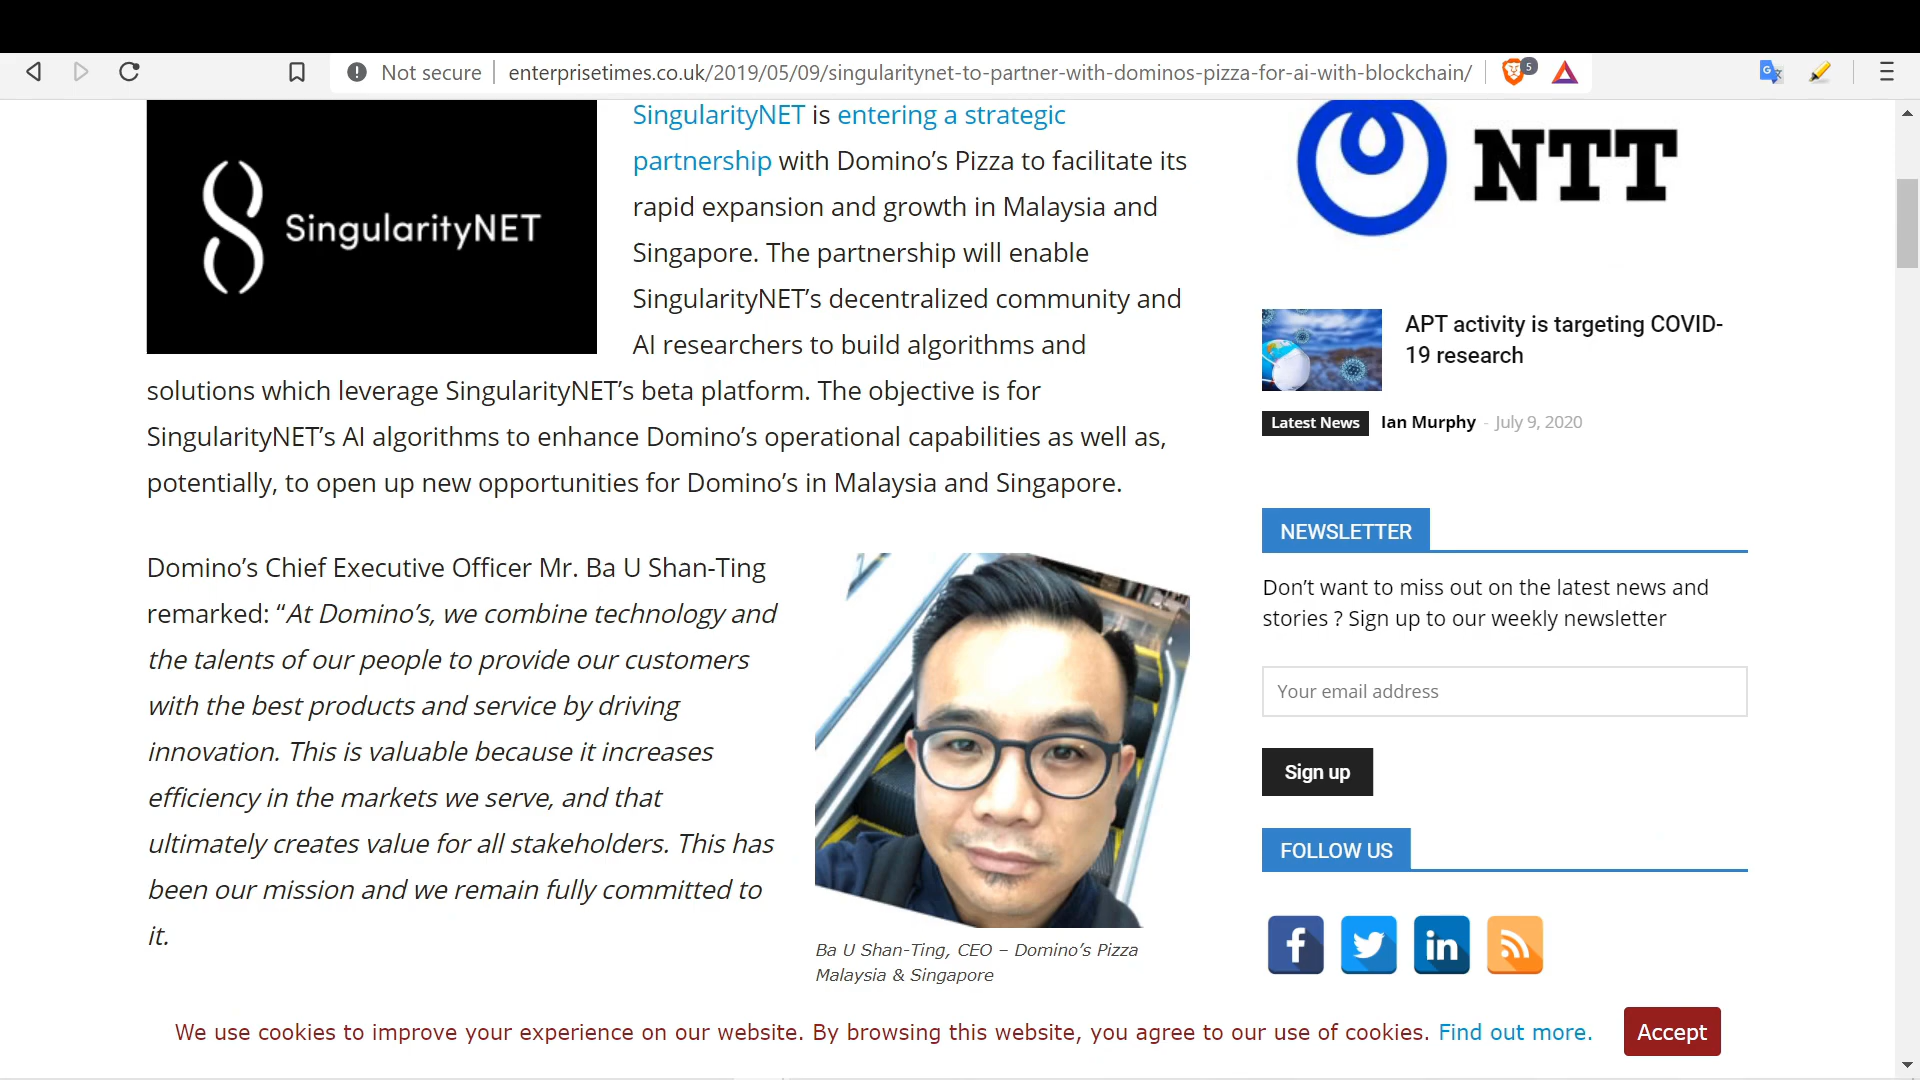 Not secure
enterprisetimes.co.uk/2019/05/09/singularitynet-to-partner-with-dominos-pizza-for-ai-with-blockchain/
5
SingularityNET
SingularityNET is entering a strategic
partnership with Domino’s Pizza to facilitate its
rapid expansion and growth in Malaysia and
Singapore. The partnership will enable
SingularityNET’s decentralized community and
AI researchers to build algorithms and
solutions which leverage SingularityNET’s beta platform. The objective is for
SingularityNET’s AI algorithms to enhance Domino’s operational capabilities as well as,
potentially, to open up new opportunities for Domino’s in Malaysia and Singapore.
Domino’s Chief Executive Officer Mr. Ba U Shan-Ting
remarked: “At Domino’s, we combine technology and
the talents of our people to provide our customers
with the best products and service by driving
innovation. This is valuable because it increases
efficiency in the markets we serve, and that
ultimately creates value for all stakeholders. This has
been our mission and we remain fully committed to
it.
Ba U Shan-Ting, CEO – Domino’s Pizza
Malaysia & Singapore
NTT
APT activity is targeting COVID-
19 research
Latest News Ian Murphy - July 9, 2020
NEWSLETTER
Don’t want to miss out on the latest news and
stories ? Sign up to our weekly newsletter
Your email address
Sign up
FOLLOW US
We use cookies to improve your experience on our website. By browsing this website, you agree to our use of cookies. Find out more.
Accept